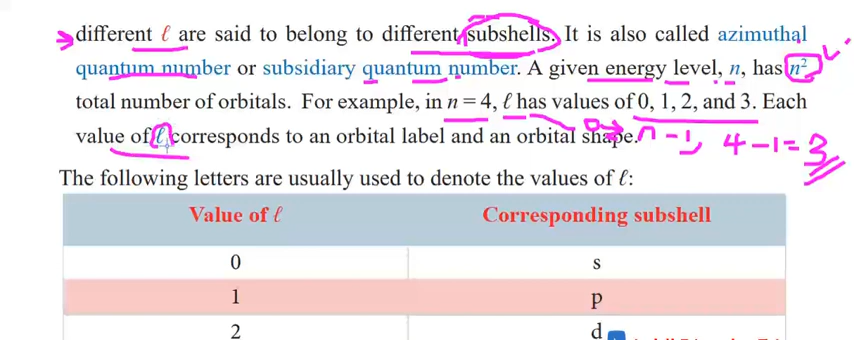 different ℓ are said to belong to different subshells. It is also called azimuthal
quantum number or subsidiary quantum number. A given energy level, n, has n²
total number of orbitals. For example, in n = 4, ℓ has values of 0, 1, 2, and 3. Each
value of ℓ corresponds to an orbital label and an orbital shape.
0 → n-1, 4-1=3
The following letters are usually used to denote the values of ℓ:
Value of ℓ Corresponding subshell
0 s
1 p
2 d